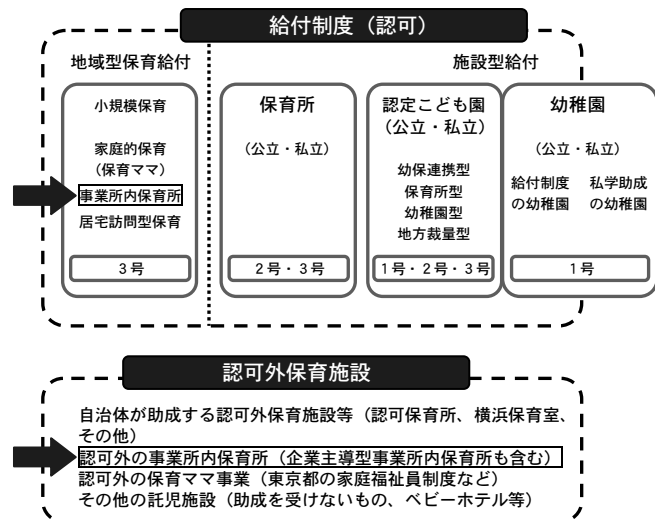 給付制度（認可）
地域型保育給付
施設型給付
小規模保育
家庭的保育
（保育ママ）
事業所内保育所
居宅訪問型保育
3号
保育所
（公立・私立）
2号・3号
認定こども園
（公立・私立）
幼保連携型
保育所型
幼稚園型
地方裁量型
1号・2号・3号
幼稚園
（公立・私立）
給付制度
の幼稚園
私学助成
の幼稚園
1号
認可外保育施設
自治体が助成する認可外保育施設等（認可保育所、横浜保育室、
その他）
認可外の事業所内保育所（企業主導型事業所内保育所も含む）
認可外の保育ママ事業（東京都の家庭福祉員制度など）
その他の託児施設（助成を受けないもの、ベビーホテル等）